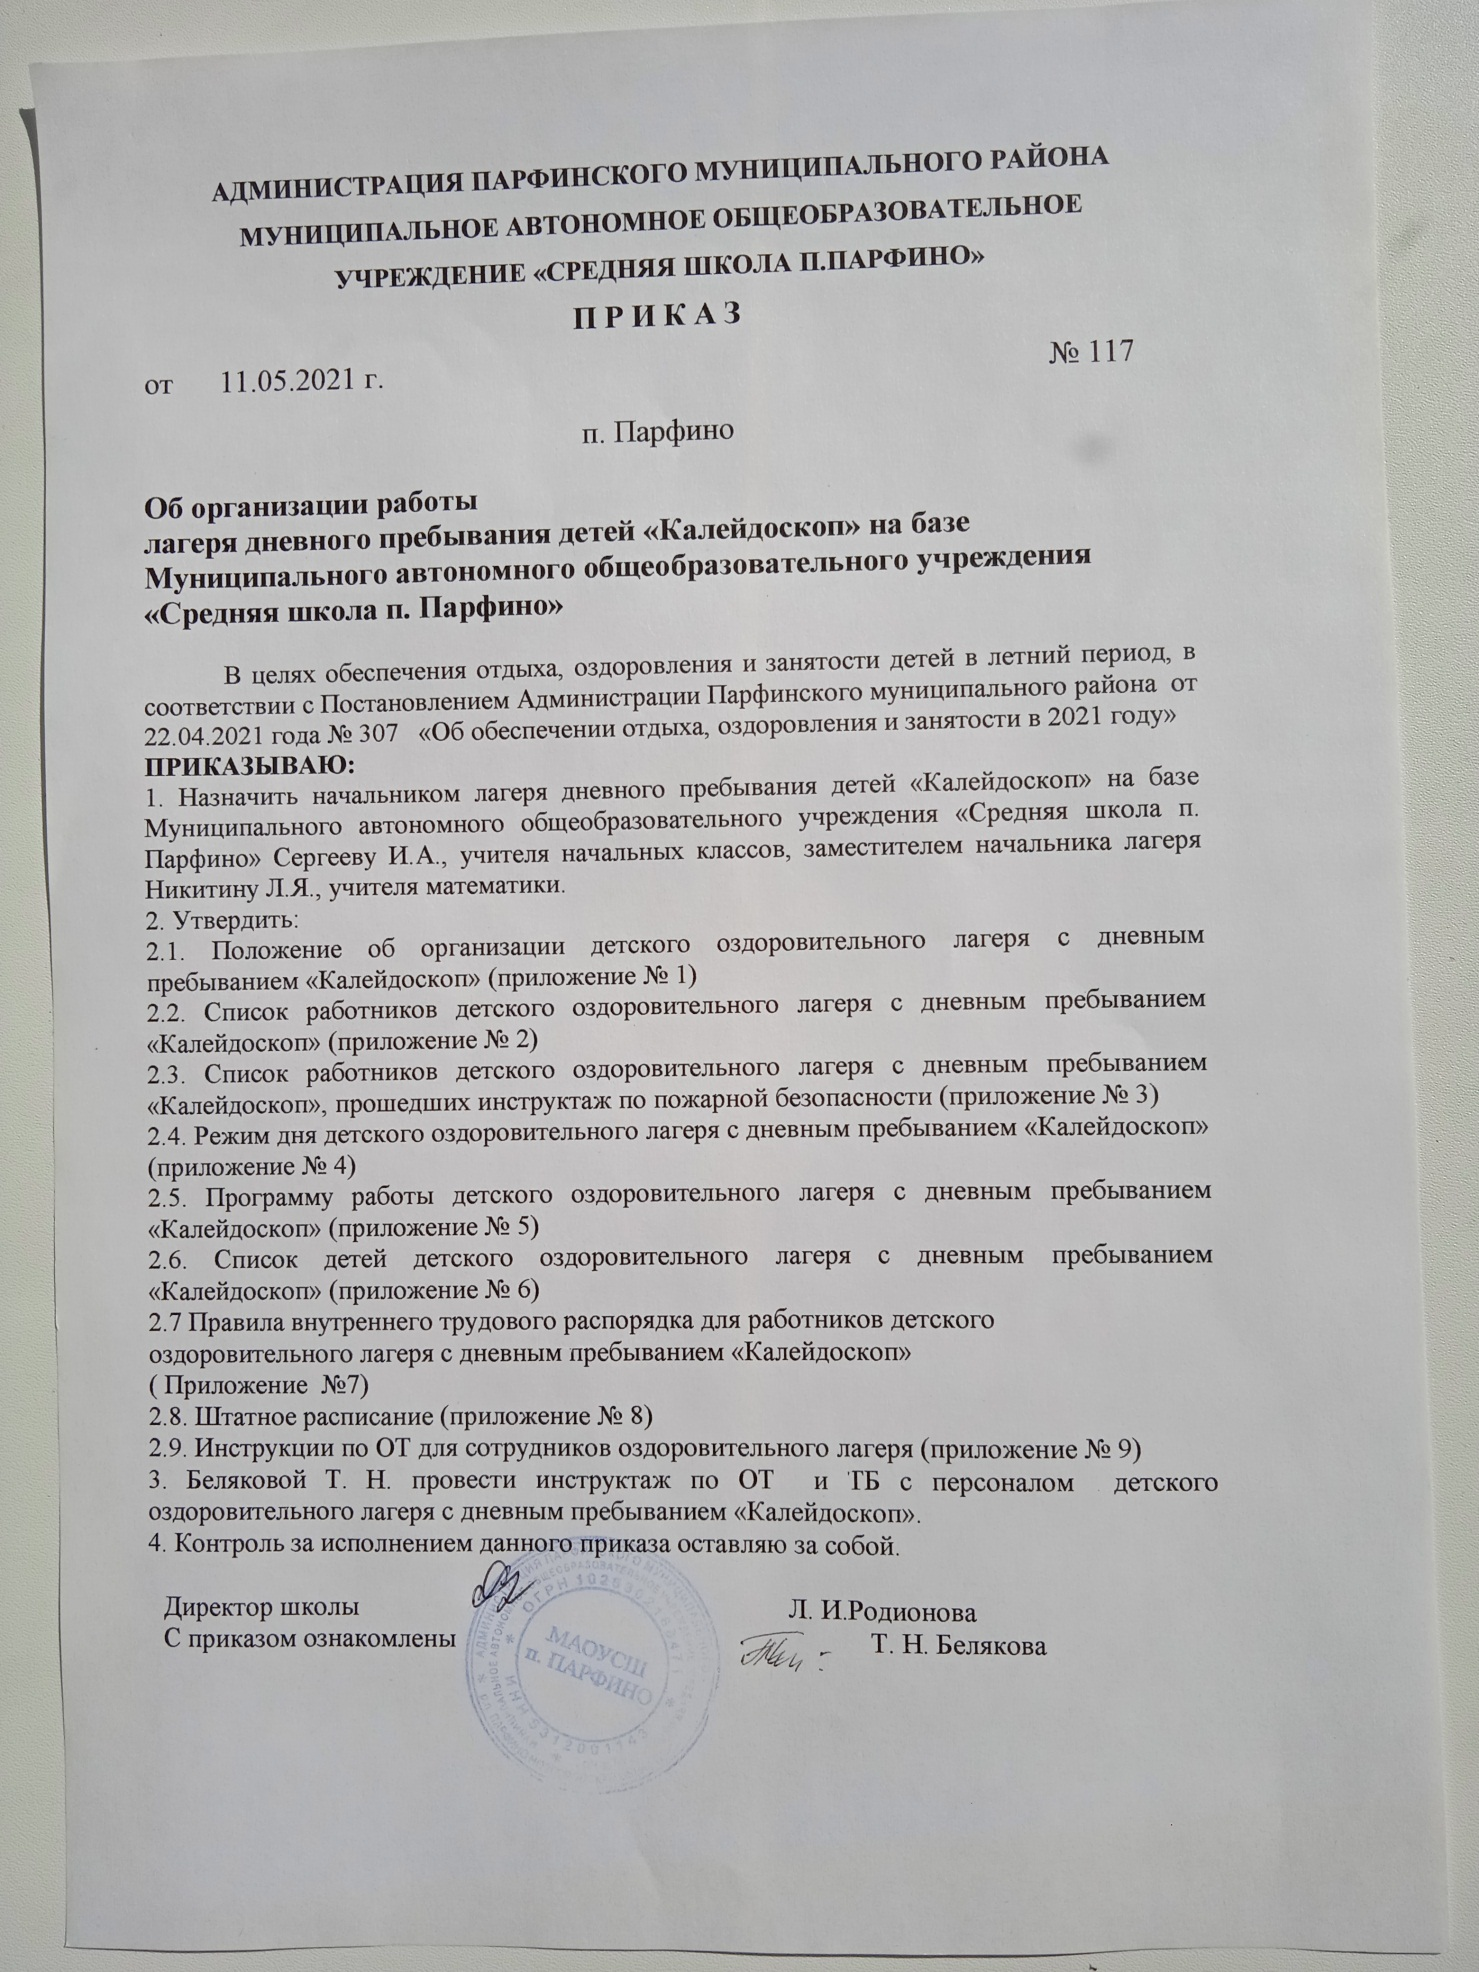 АДМИНИСТРАЦИЯ ПАРФИНСКОГО МУНИЦИПАЛЬНОГО РАЙОНА
МУНИЦИПАЛЬНОЕ АВТОНОМНОЕ ОБЩЕОБРАЗОВАТЕЛЬНОЕ
УЧРЕЖДЕНИЕ «СРЕДНЯЯ ШКОЛА П.ПАРФИНО»
П Р И К А З
№ 117
от 11.05.2021 г.
п. Парфино
Об организации работы
лагеря дневного пребывания детей «Калейдоскоп» на базе
Муниципального автономного общеобразовательного учреждения
«Средняя школа п. Парфино»
В целях обеспечения отдыха, оздоровления и занятости детей в летний период, в
соответствии с Постановлением Администрации Парфинского муниципального района от
22.04.2021 года № 307 «Об обеспечении отдыха, оздоровления и занятости в 2021 году»
ПРИКАЗЫВАЮ:
1. Назначить начальником лагеря дневного пребывания детей «Калейдоскоп» на базе
Муниципального автономного общеобразовательного учреждения «Средняя школа п.
Парфино» Сергееву И.А., учителя начальных классов, заместителем начальника лагеря
Никитину Л.Я., учителя математики.
2. Утвердить:
2.1. Положение об организации детского оздоровительного лагеря с дневным
пребыванием «Калейдоскоп» (приложение № 1)
2.2. Список работников детского оздоровительного лагеря с дневным пребыванием
«Калейдоскоп» (приложение № 2)
2.3. Список работников детского оздоровительного лагеря с дневным пребыванием
«Калейдоскоп», прошедших инструктаж по пожарной безопасности (приложение № 3)
2.4. Режим дня детского оздоровительного лагеря с дневным пребыванием «Калейдоскоп»
(приложение № 4)
2.5. Программу работы детского оздоровительного лагеря с дневным пребыванием
«Калейдоскоп» (приложение № 5)
2.6. Список детей детского оздоровительного лагеря с дневным пребыванием
«Калейдоскоп» (приложение № 6)
2.7 Правила внутреннего трудового распорядка для работников детского
оздоровительного лагеря с дневным пребыванием «Калейдоскоп»
( Приложение №7)
2.8. Штатное расписание (приложение № 8)
2.9. Инструкции по ОТ для сотрудников оздоровительного лагеря (приложение № 9)
3. Беляковой Т. Н. провести инструктаж по ОТ и ТБ с персоналом детского
оздоровительного лагеря с дневным пребыванием «Калейдоскоп».
4. Контроль за исполнением данного приказа оставляю за собой.
Директор школы Л. И.Родионова
С приказом ознакомлены Т. Н. Белякова
МАОУСШ
п. ПАРФИНО